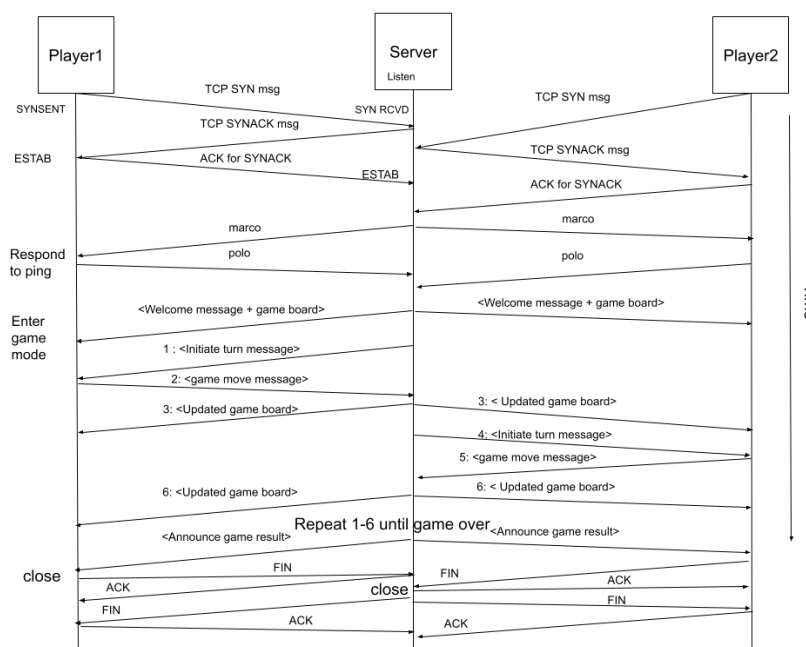 Player1
Server
Listen
Player2
TCP SYN msg
TCP SYN msg
SYNSENT
SYN RCVD
TCP SYNACK msg
TCP SYNACK msg
ESTAB
ACK for SYNACK
ESTAB
ACK for SYNACK
marco
marco
Respond
to ping
polo
polo
<Welcome message + game board>
<Welcome message + game board>
Enter
game
mode
1 : <Initiate turn message>
2: <game move message>
3: <Updated game board>
3: < Updated game board>
4: <Initiate turn message>
5: <game move message>
6: <Updated game board>
6: < Updated game board>
Repeat 1-6 until game over
<Announce game result>
<Announce game result>
close
FIN
FIN
ACK
ACK
close
FIN
FIN
ACK
ACK